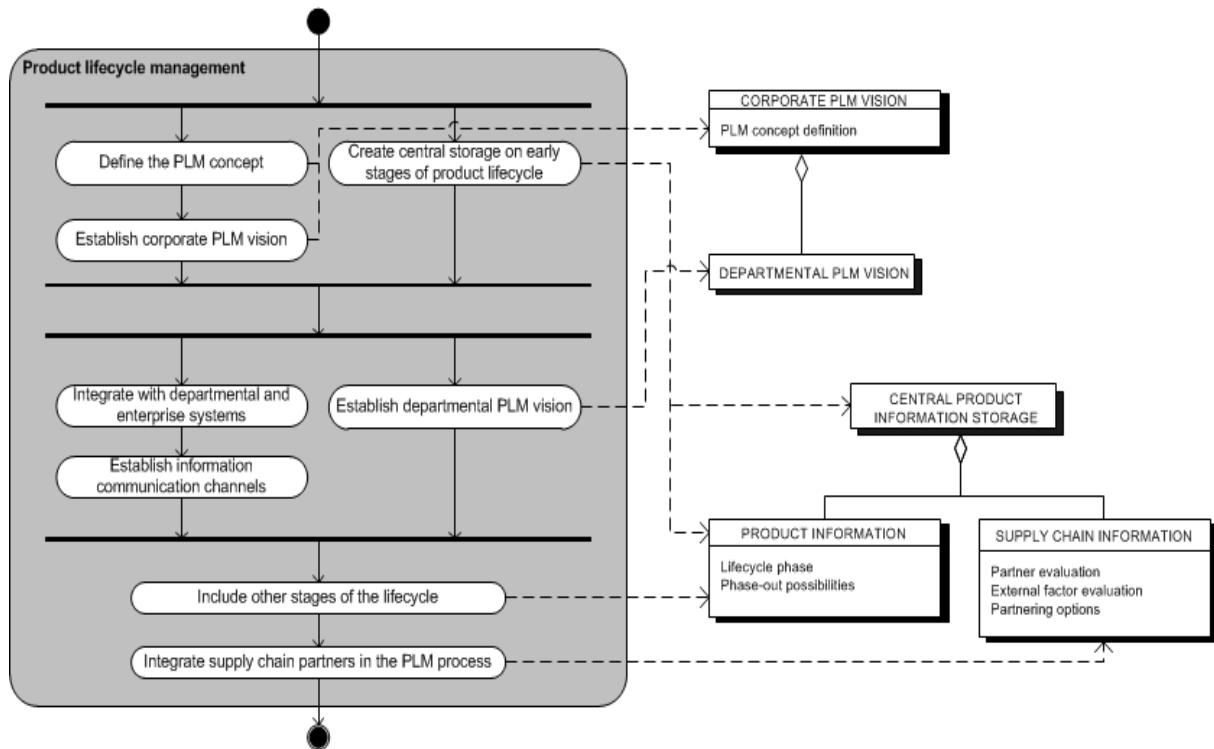 Product lifecycle management
Define the PLM concept
Create central storage on early
stages of product lifecycle
Establish corporate PLM vision
Integrate with departmental and
enterprise systems
Establish departmental PLM vision
Establish information
communication channels
Include other stages of the lifecycle
Integrate supply chain partners in the PLM process
CORPORATE PLM VISION
PLM concept definition
DEPARTMENTAL PLM VISION
CENTRAL PRODUCT
INFORMATION STORAGE
PRODUCT INFORMATION
Lifecycle phase
Phase-out possibilities
SUPPLY CHAIN INFORMATION
Partner evaluation
External factor evaluation
Partnering options